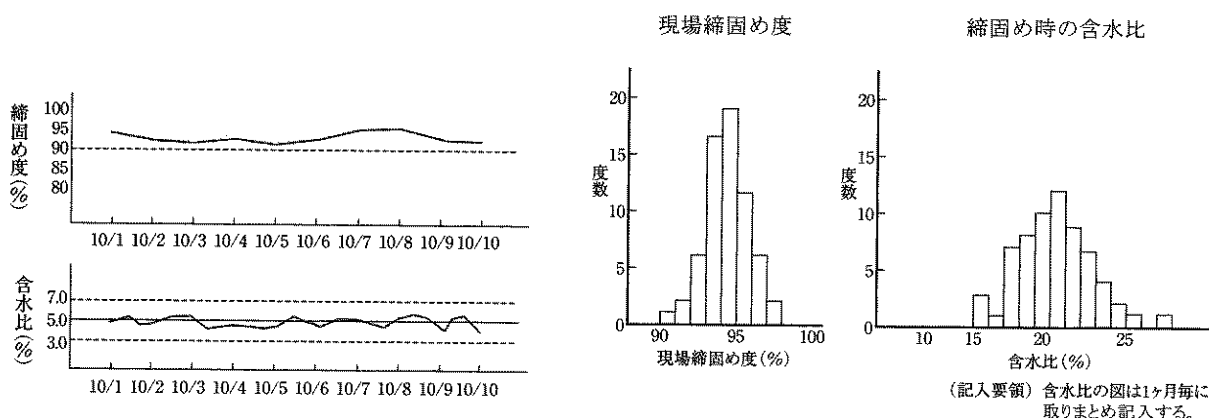 締固め度(%)
100
95
90
85
80
10/1 10/2 10/3 10/4 10/5 10/6 10/7 10/8 10/9 10/10
含水比(%)
7.0
5.0
3.0
10/1 10/2 10/3 10/4 10/5 10/6 10/7 10/8 10/9 10/10
現場締固め度
度数
20
15
10
5
0
90 95 100
現場締固め度(%)
締固め時の含水比
度数
20
15
10
5
0
10 20 25
含水比(%)
(記入要領) 含水比の図は1ヶ月毎に
取りまとめ記入する。